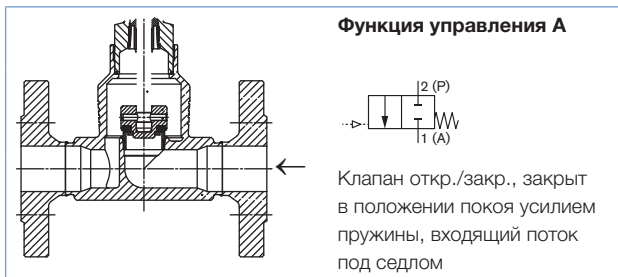 Функция управления A
2 (P)
1 (A)
Клапан откр./закр., закрыт
в положении покоя усилием
пружины, входящий поток
под седлом